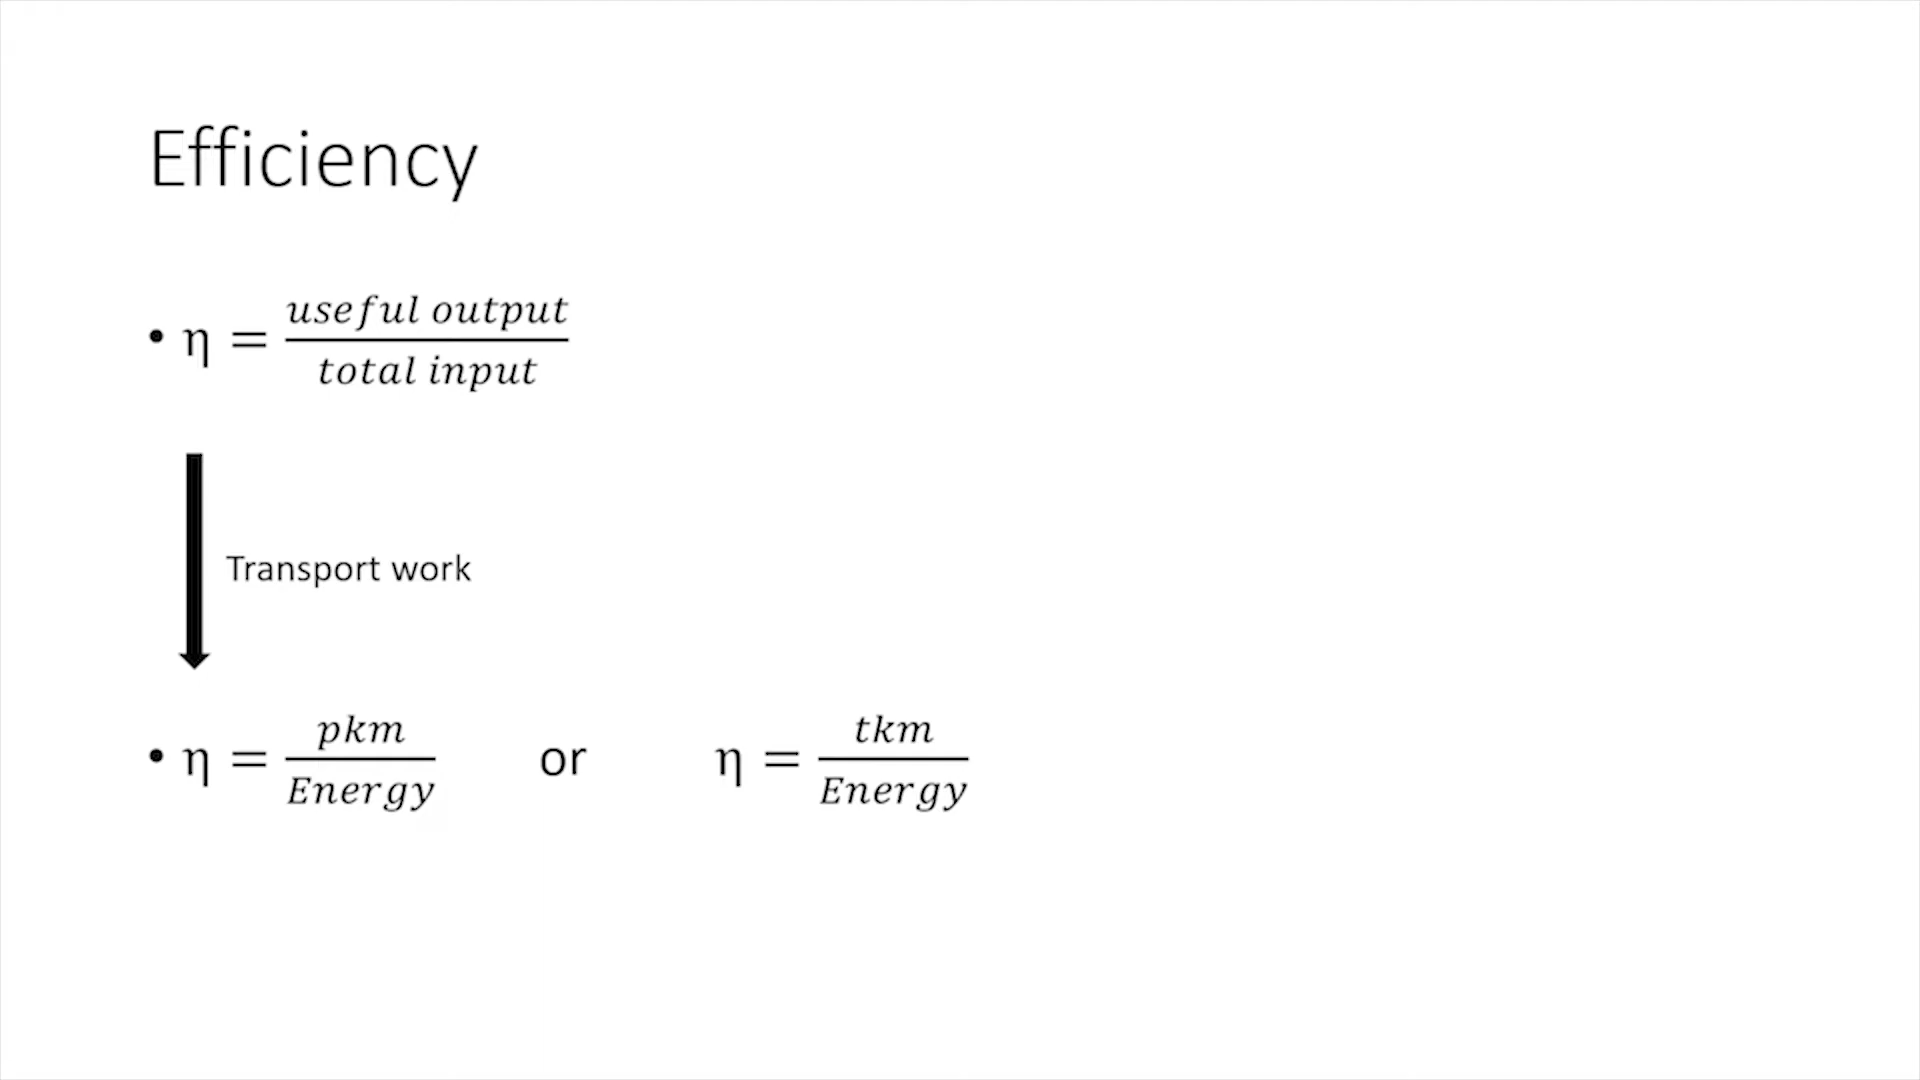 Efficiency
• η = useful output / total input
Transport work
• η = pkm / Energy or η = tkm / Energy